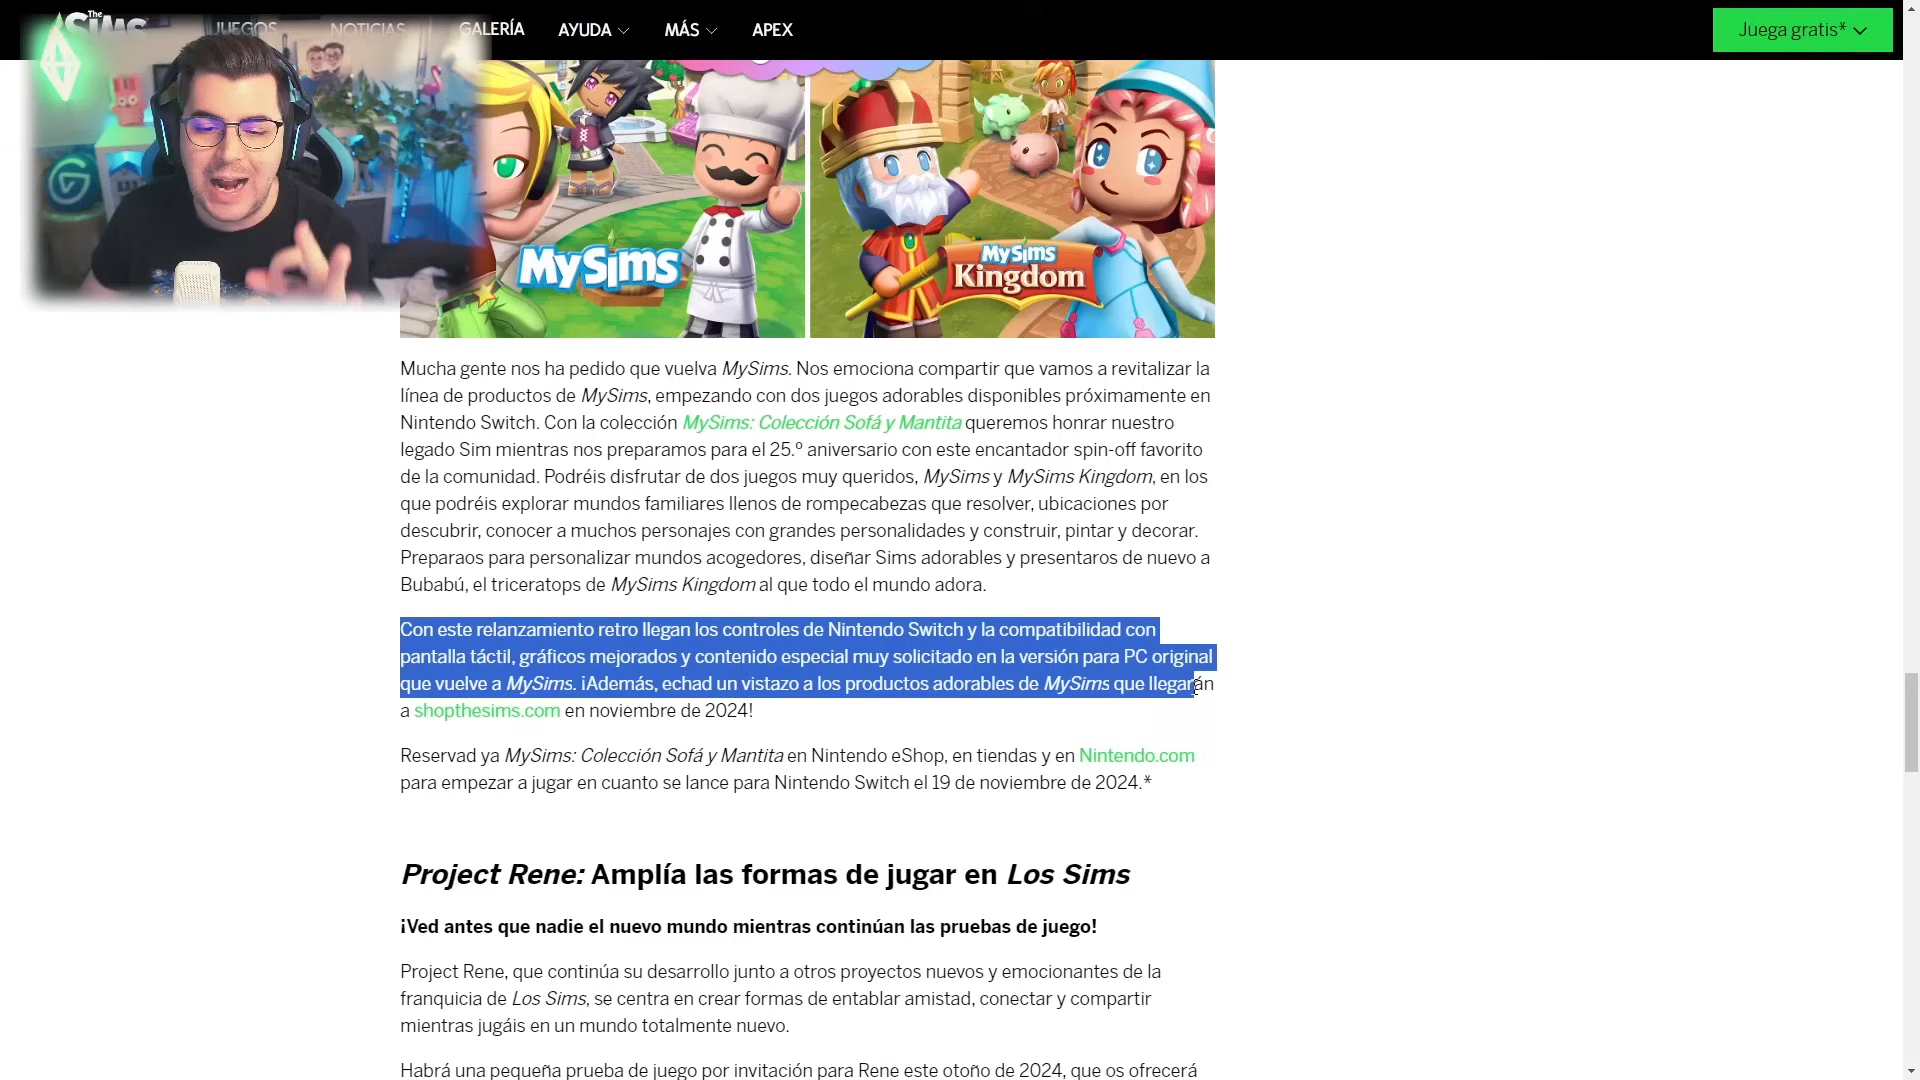 The Sims
JUEGOS
NOTICIAS
GALERÍA
AYUDA
MÁS
APEX
Juega gratis*
MySims
MySims
Kingdom
Mucha gente nos ha pedido que vuelva MySims. Nos emociona compartir que vamos a revitalizar la
línea de productos de MySims, empezando con dos juegos adorables disponibles próximamente en
Nintendo Switch. Con la colección MySims: Colección Sofá y Mantita queremos honrar nuestro
legado Sim mientras nos preparamos para el 25.º aniversario con este encantador spin-off favorito
de la comunidad. Podréis disfrutar de dos juegos muy queridos, MySims y MySims Kingdom, en los
que podréis explorar mundos familiares llenos de rompecabezas que resolver, ubicaciones por
descubrir, conocer a muchos personajes con grandes personalidades y construir, pintar y decorar.
Preparaos para personalizar mundos acogedores, diseñar Sims adorables y presentaros de nuevo a
Bubabú, el triceratops de MySims Kingdom al que todo el mundo adora.
Con este relanzamiento retro llegan los controles de Nintendo Switch y la compatibilidad con
pantalla táctil, gráficos mejorados y contenido especial muy solicitado en la versión para PC original
que vuelve a MySims. ¡Además, echad un vistazo a los productos adorables de MySims que llegarán
a shopthesims.com en noviembre de 2024!
Reservad ya MySims: Colección Sofá y Mantita en Nintendo eShop, en tiendas y en Nintendo.com
para empezar a jugar en cuanto se lance para Nintendo Switch el 19 de noviembre de 2024.*
Project Rene: Amplía las formas de jugar en Los Sims
¡Ved antes que nadie el nuevo mundo mientras continúan las pruebas de juego!
Project Rene, que continúa su desarrollo junto a otros proyectos nuevos y emocionantes de la
franquicia de Los Sims, se centra en crear formas de entablar amistad, conectar y compartir
mientras jugáis en un mundo totalmente nuevo.
Habrá una pequeña prueba de juego por invitación para Rene este otoño de 2024, que os ofrecerá